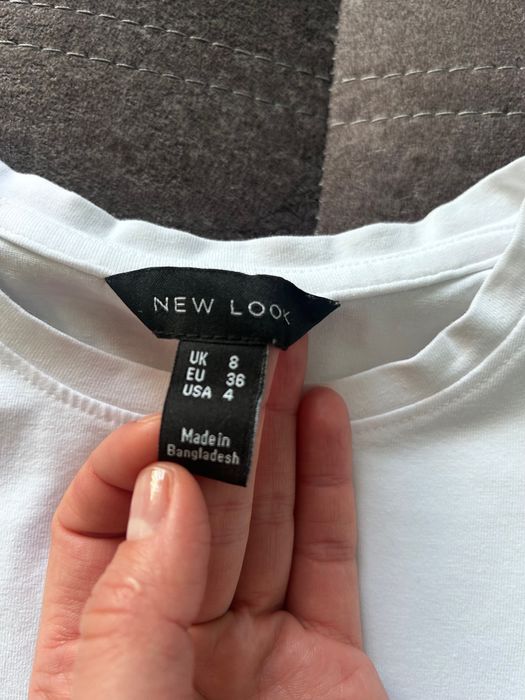 NEW LOOK
UK 8
EU 36
USA 4
Made in
Bangladesh